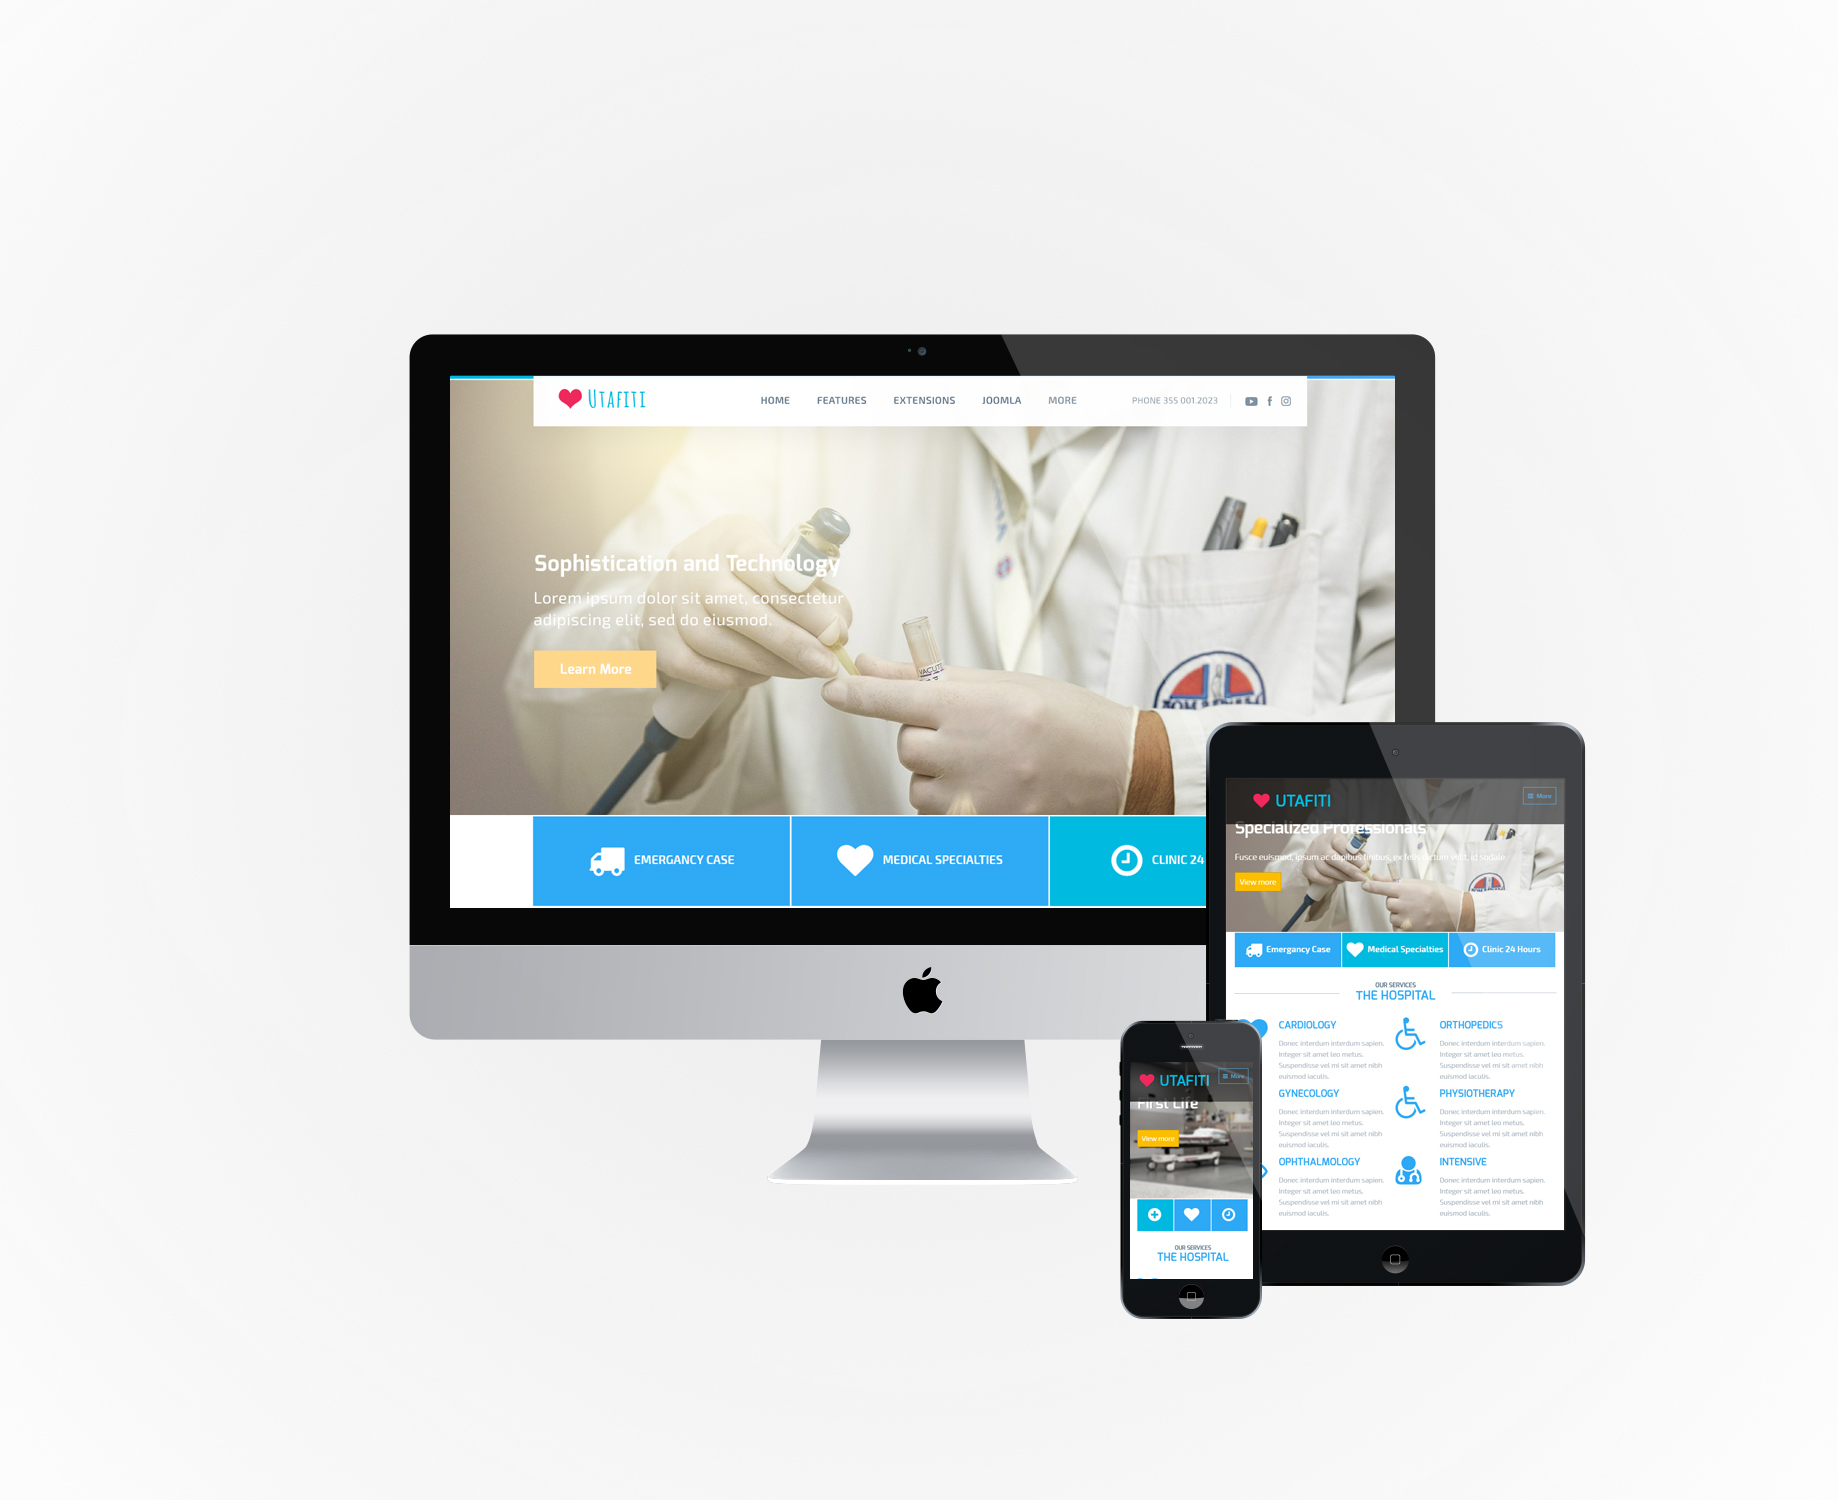 Utafiti
HOME FEATURES EXTENSIONS JOOMLA MORE PHONE 355 001.2023
Sophistication and Technology
Lorem ipsum dolor sit amet, consectetur
adipiscing elit, sed do eiusmod.
Learn More
VACUT
EMERGANCY CASE
MEDICAL SPECIALTIES
CLINIC 24
UTAFITI
More
Specialized Professionals
Fusce euismod, ipsum ac dapibus finibus, ex felis dictum velit, id sodale
View more
Emergancy Case
Medical Specialties
Clinic 24 Hours
OUR SERVICES
THE HOSPITAL
CARDIOLOGY
Donec interdum interdum sapien.
Integer sit amet leo metus.
Suspendisse vel mi sit amet nibh
euismod iaculis.
ORTHOPEDICS
Donec interdum interdum sapien.
Integer sit amet leo metus.
Suspendisse vel mi sit amet nibh
euismod iaculis.
GYNECOLOGY
Donec interdum interdum sapien.
Integer sit amet leo metus.
Suspendisse vel mi sit amet nibh
euismod iaculis.
PHYSIOTHERAPY
Donec interdum interdum sapien.
Integer sit amet leo metus.
Suspendisse vel mi sit amet nibh
euismod iaculis.
OPHTHALMOLOGY
Donec interdum interdum sapien.
Integer sit amet leo metus.
Suspendisse vel mi sit amet nibh
euismod iaculis.
INTENSIVE
Donec interdum interdum sapien.
Integer sit amet leo metus.
Suspendisse vel mi sit amet nibh
euismod iaculis.
UTAFITI
More
First Life
View more
OUR SERVICES
THE HOSPITAL